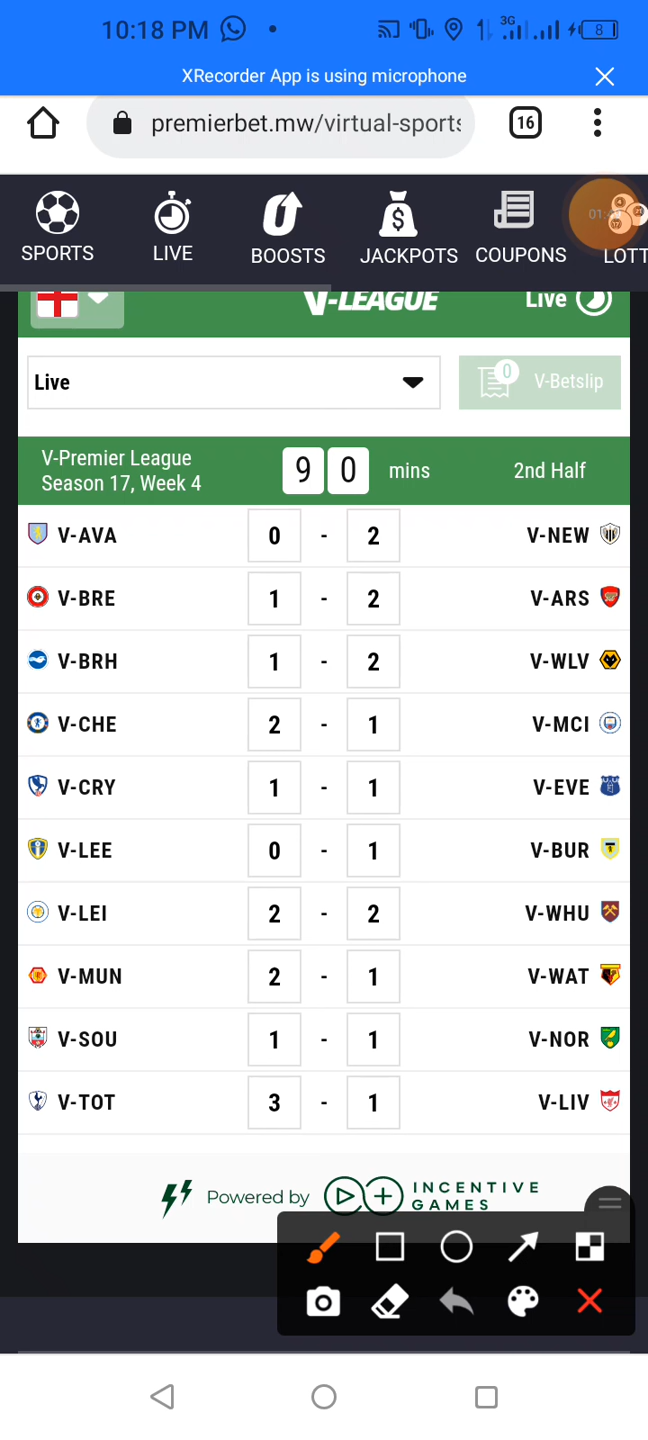 10:18 PM 3G 8
XRecorder App is using microphone
premierbet.mw/virtual-sports 16
SPORTS LIVE BOOSTS JACKPOTS COUPONS LOTT
V-LEAGUE Live
Live 0 V-Betslip
V-Premier League
Season 17, Week 4
9 0 mins 2nd Half
V-AVA 0 - 2 V-NEW
V-BRE 1 - 2 V-ARS
V-BRH 1 - 2 V-WLV
V-CHE 2 - 1 V-MCI
V-CRY 1 - 1 V-EVE
V-LEE 0 - 1 V-BUR
V-LEI 2 - 2 V-WHU
V-MUN 2 - 1 V-WAT
V-SOU 1 - 1 V-NOR
V-TOT 3 - 1 V-LIV
Powered by INCENTIVE
GAMES